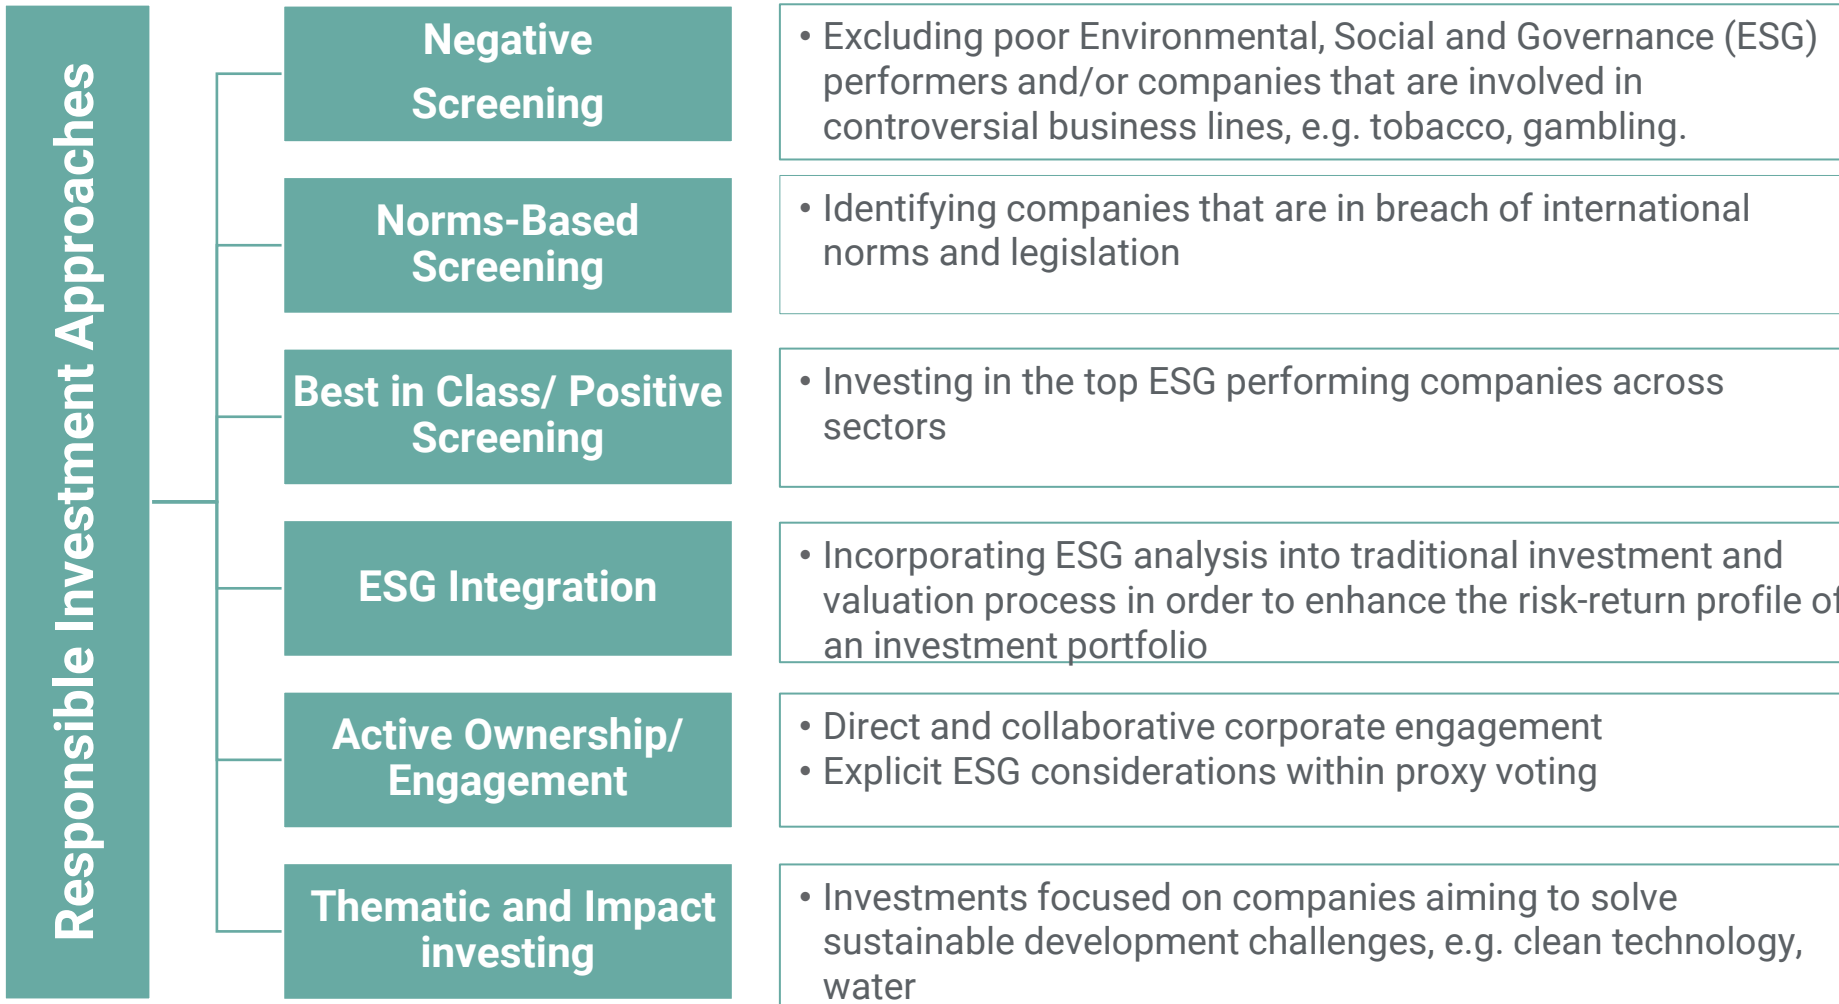 Responsible Investment Approaches
Negative
Screening
• Excluding poor Environmental, Social and Governance (ESG)
performers and/or companies that are involved in
controversial business lines, e.g. tobacco, gambling.
Norms-Based
Screening
• Identifying companies that are in breach of international
norms and legislation
Best in Class/ Positive
Screening
• Investing in the top ESG performing companies across
sectors
ESG Integration
• Incorporating ESG analysis into traditional investment and
valuation process in order to enhance the risk-return profile of
an investment portfolio
Active Ownership/
Engagement
• Direct and collaborative corporate engagement
• Explicit ESG considerations within proxy voting
Thematic and Impact
investing
• Investments focused on companies aiming to solve
sustainable development challenges, e.g. clean technology,
water